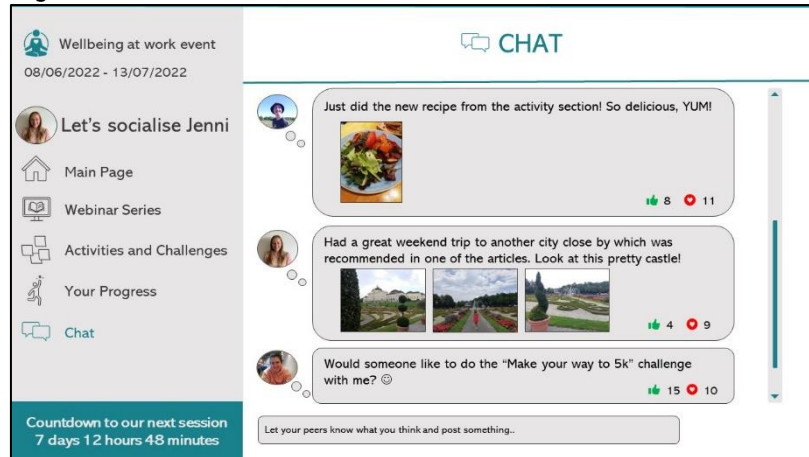 Wellbeing at work event
08/06/2022 - 13/07/2022
Let's socialise Jenni
Main Page
Webinar Series
Activities and Challenges
Your Progress
Chat
Countdown to our next session
7 days 12 hours 48 minutes
CHAT
Just did the new recipe from the activity section! So delicious, YUM!
8 11
Had a great weekend trip to another city close by which was
recommended in one of the articles. Look at this pretty castle!
4 9
Would someone like to do the “Make your way to 5k” challenge
with me? ☺
15 10
Let your peers know what you think and post something..